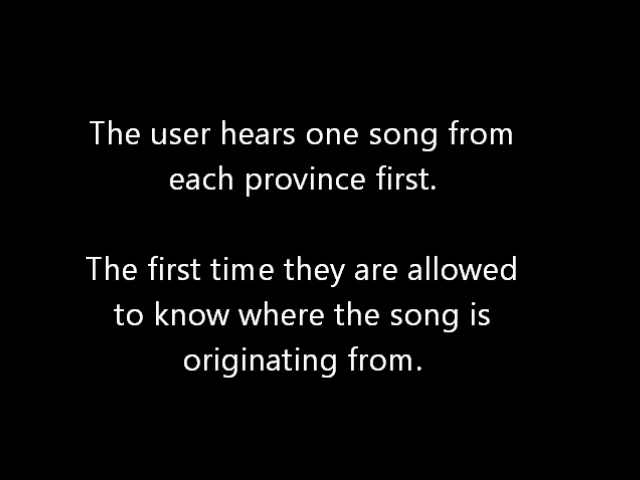 The user hears one song from
each province first.
The first time they are allowed
to know where the song is
originating from.